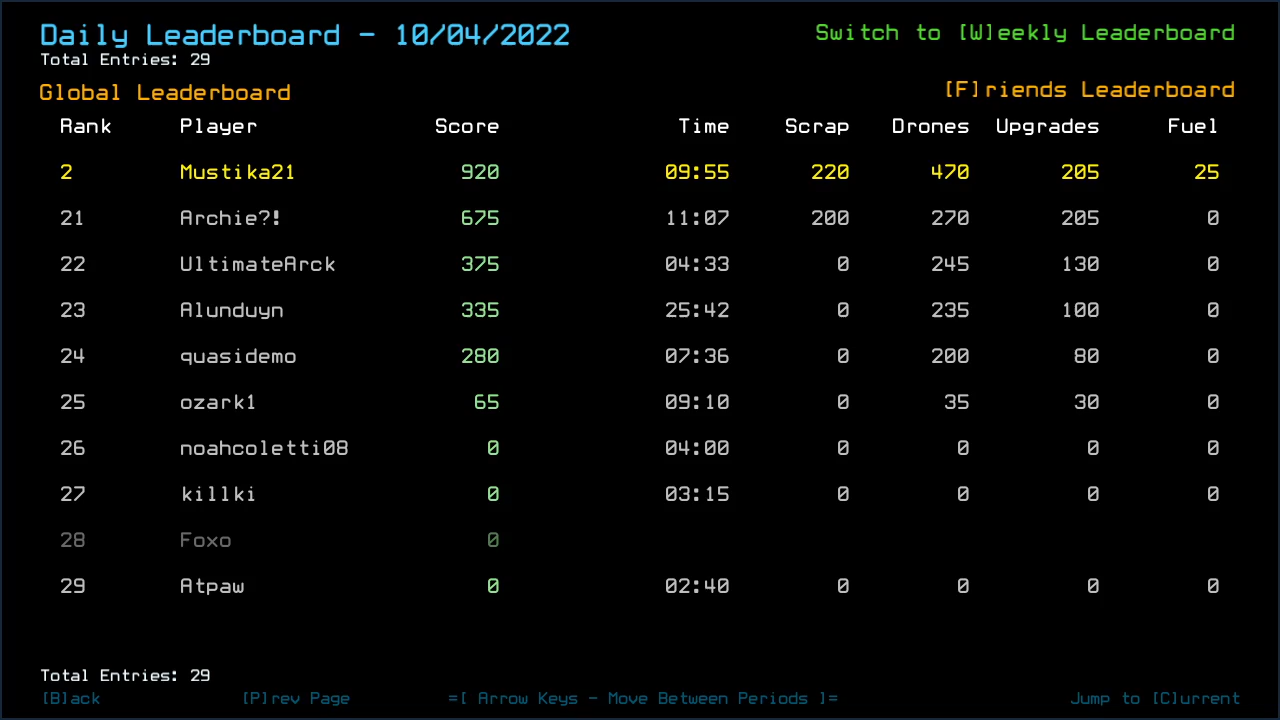 Daily Leaderboard - 10/04/2022 Switch to [W]eekly Leaderboard
Total Entries: 29
Global Leaderboard [F]riends Leaderboard
Rank Player Score Time Scrap Drones Upgrades Fuel
2 Mustika21 920 09:55 220 470 205 25
21 Archie?! 675 11:07 200 270 205 0
22 UltimateArck 375 04:33 0 245 130 0
23 Alunduyn 335 25:42 0 235 100 0
24 quasidemo 280 07:36 0 200 80 0
25 ozark1 65 09:10 0 35 30 0
26 noahcoletti08 0 04:00 0 0 0 0
27 killki 0 03:15 0 0 0 0
28 Foxo 0
29 Atpaw 0 02:40 0 0 0 0
Total Entries: 29
[B]ack [P]rev Page =[ Arrow Keys - Move Between Periods ]= Jump to [C]urrent